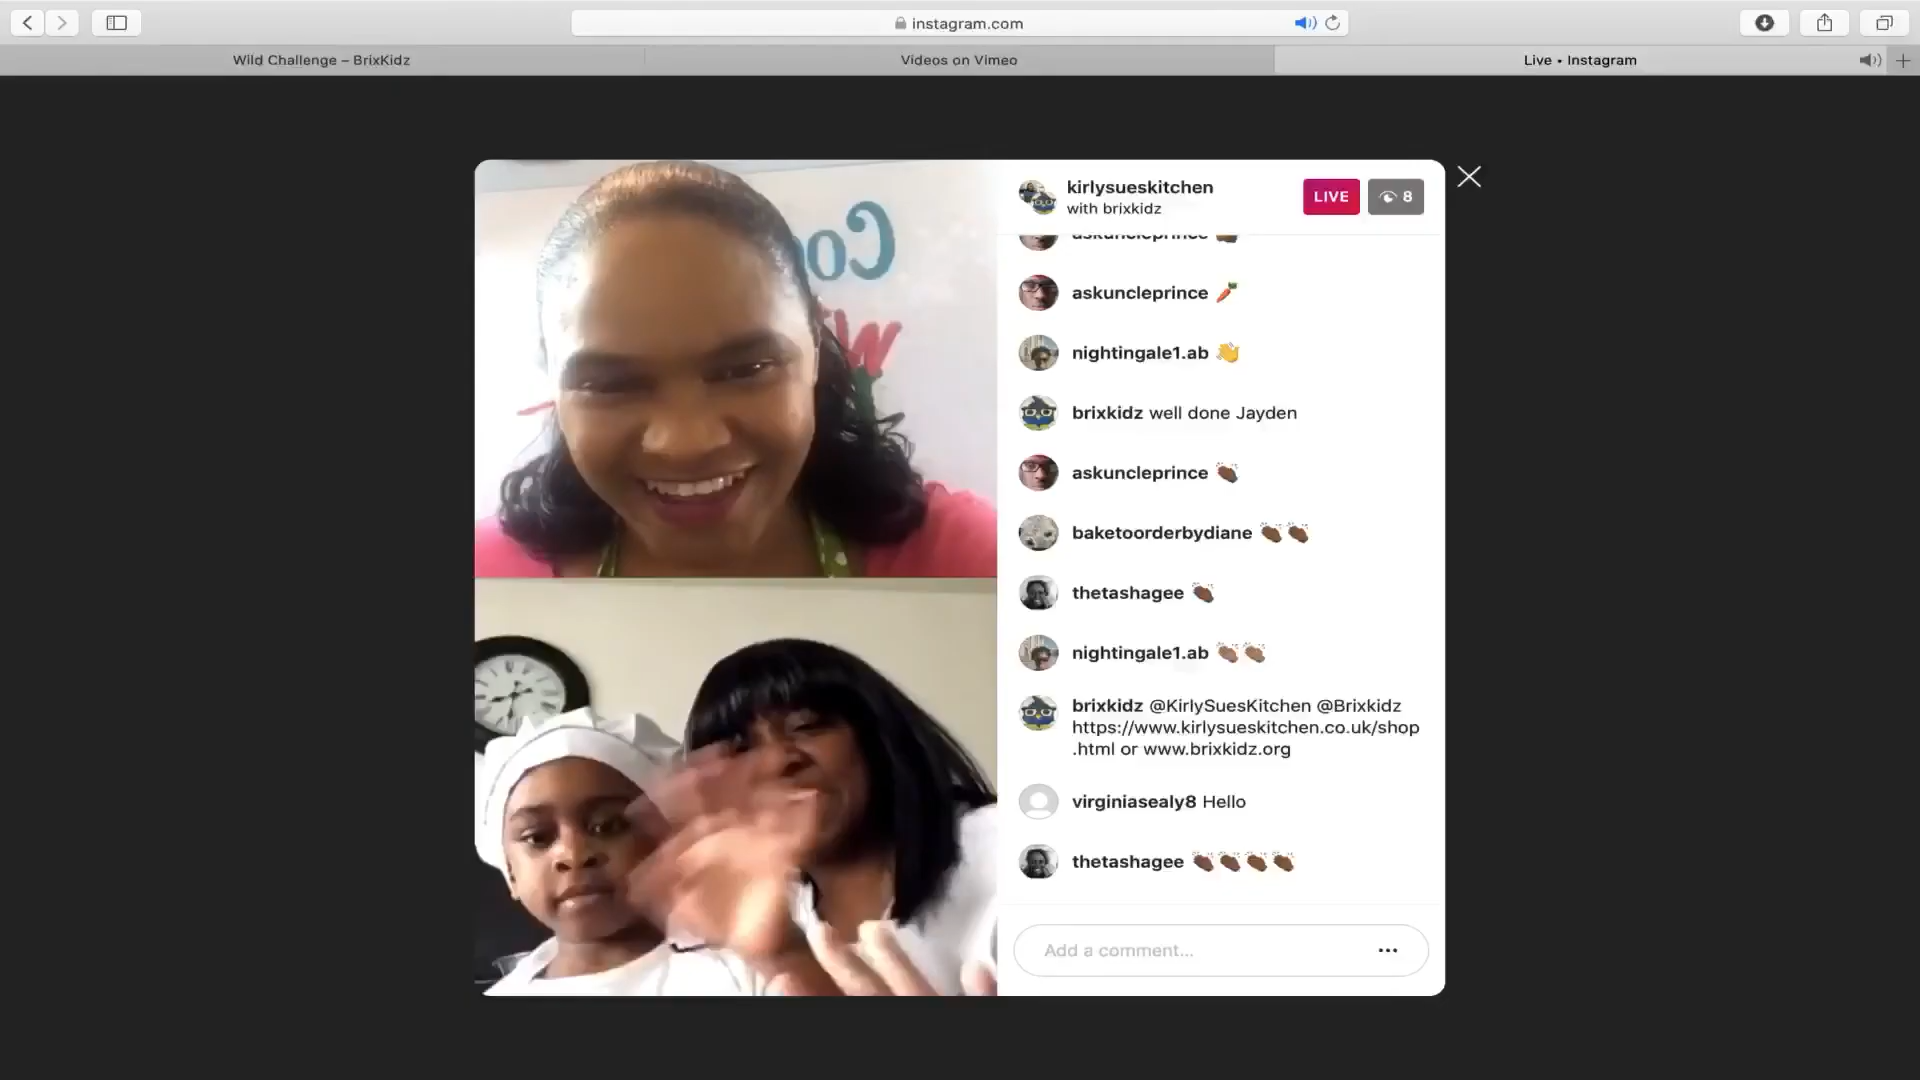 instagram.com
Wild Challenge – BrixKidz
Videos on Vimeo
Live • Instagram
kirlysueskitchen
with brixkidz
LIVE
8
askuncleprince
askuncleprince 🥕
nightingale1.ab 👏
brixkidz well done Jayden
askuncleprince 👏🏾
baketoorderbydiane 👏🏾👏🏾
thetashagee 👏🏾
nightingale1.ab 👏🏽👏🏽
brixkidz @KirlySuesKitchen @Brixkidz
https://www.kirlysueskitchen.co.uk/shop
.html or www.brixkidz.org
virginiasealy8 Hello
thetashagee 👏🏾👏🏾👏🏾👏🏾
Add a comment...